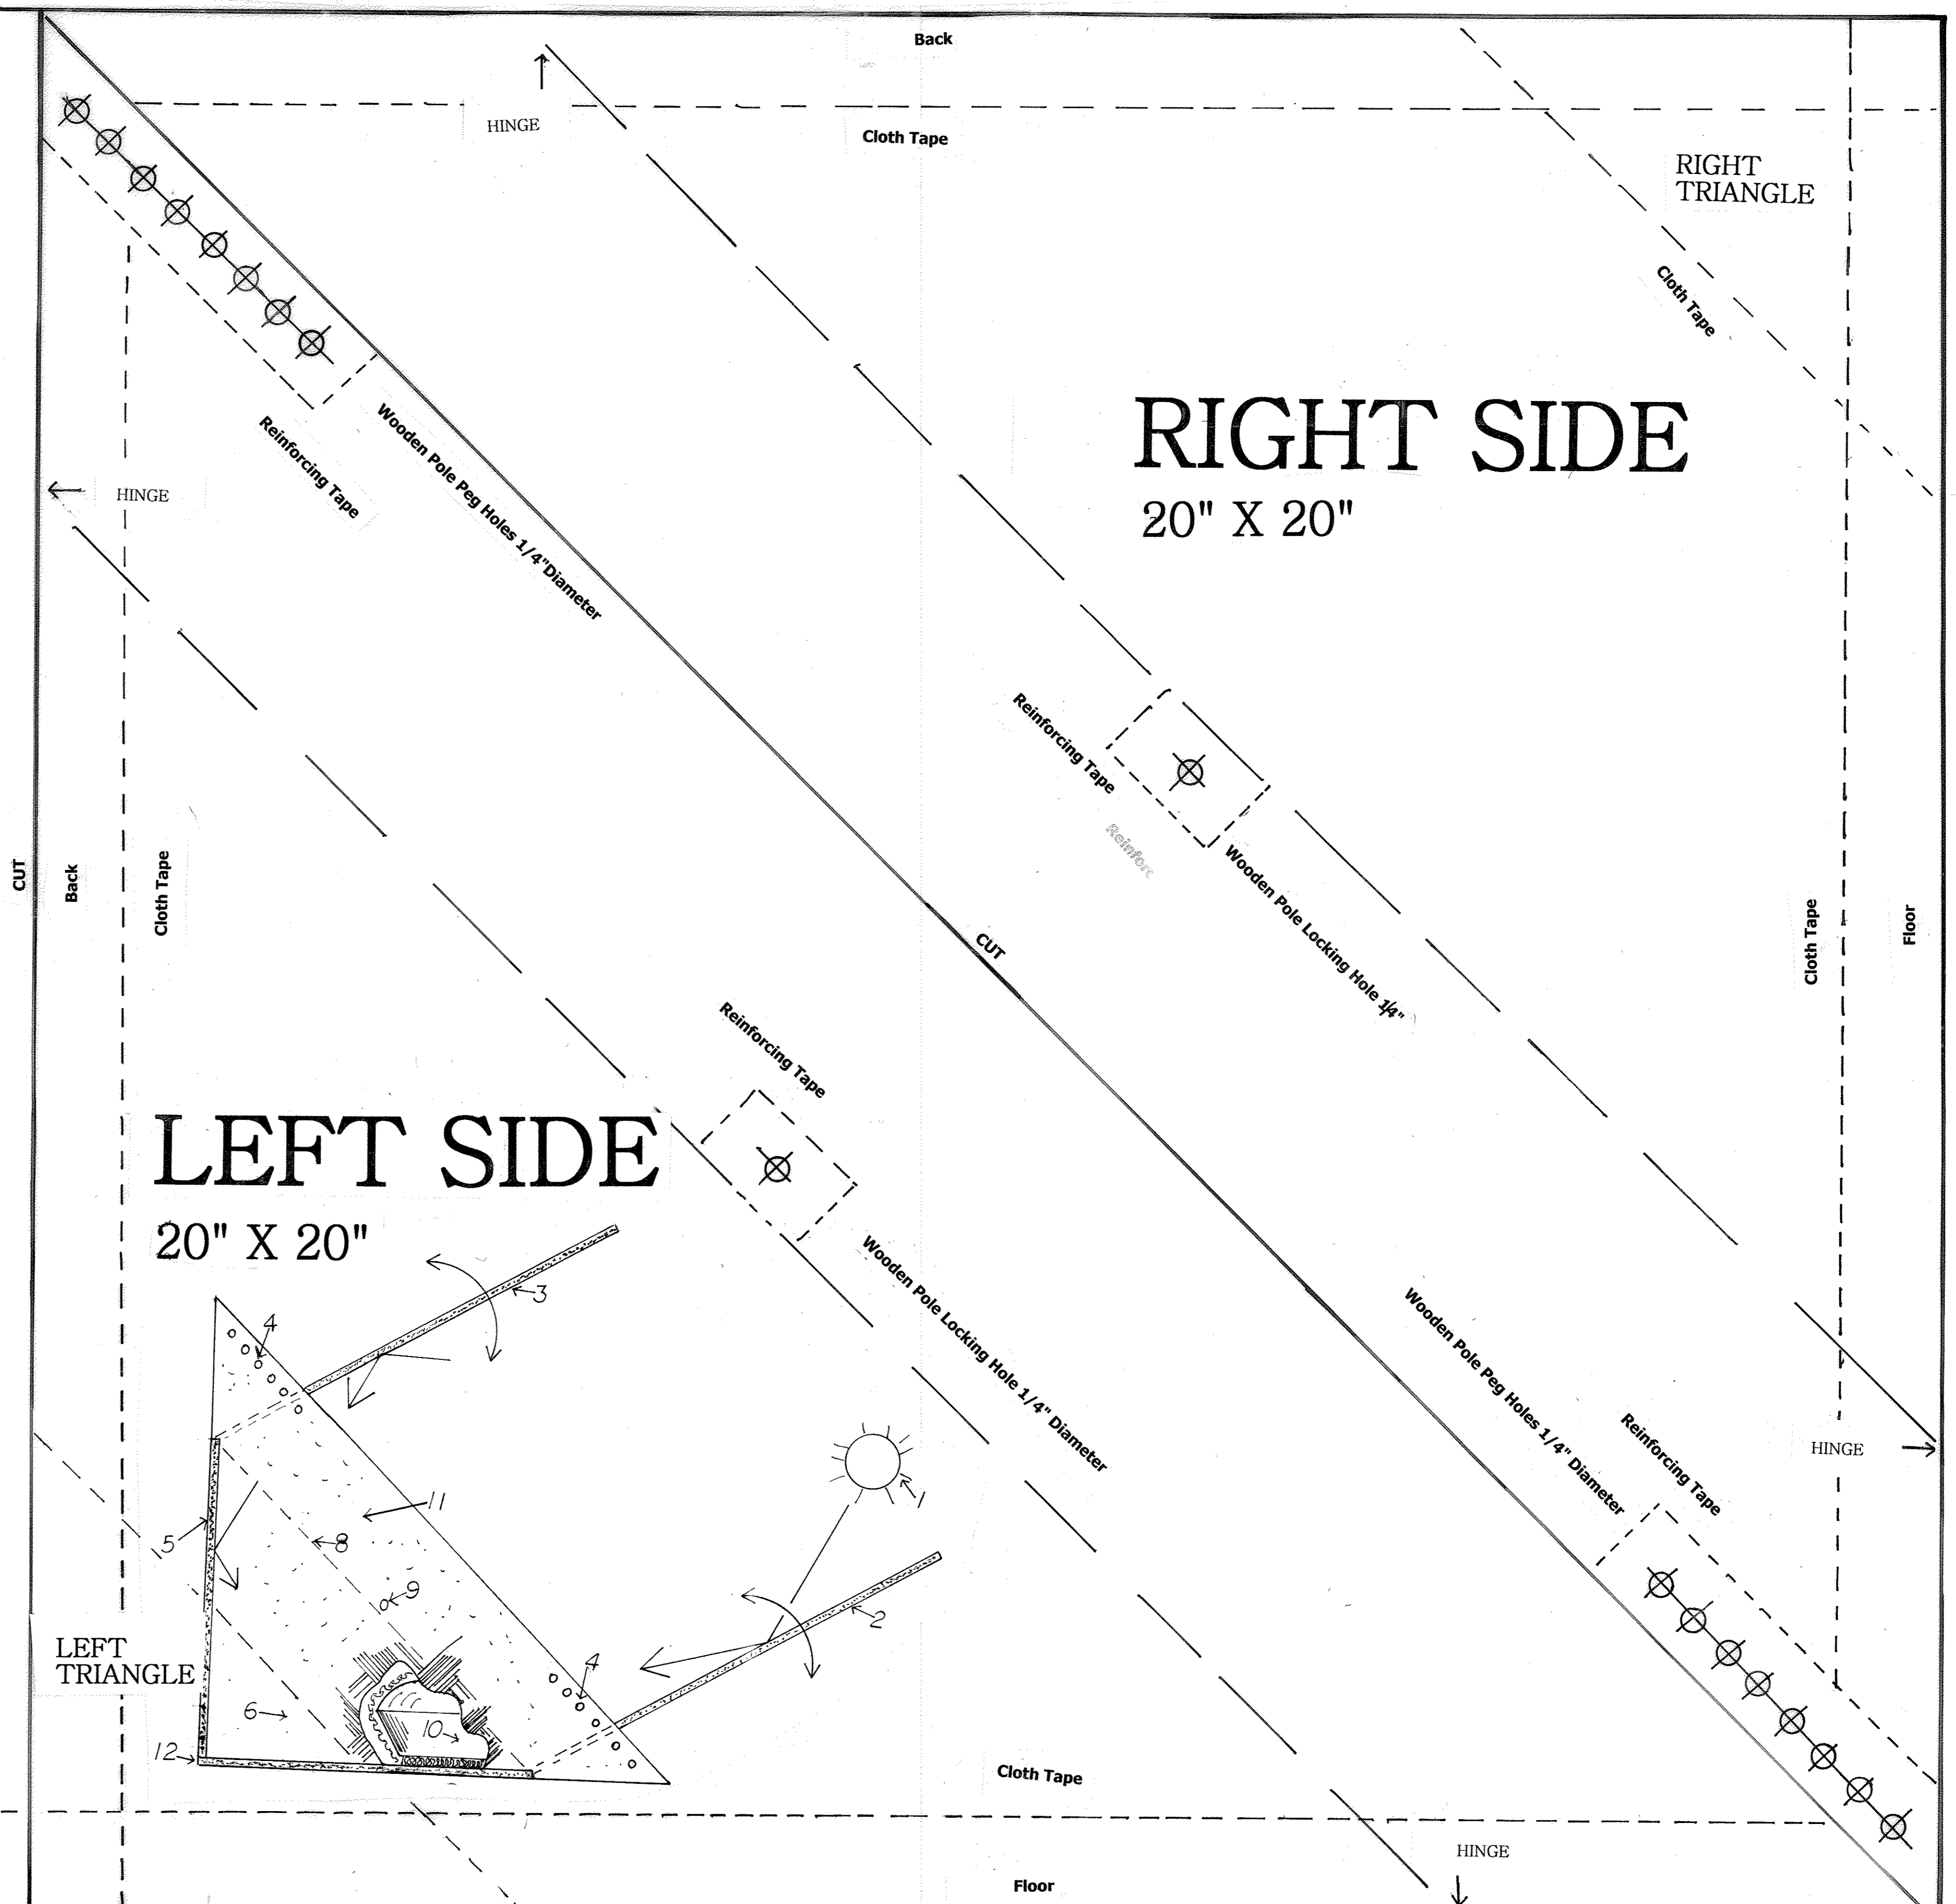 Back
HINGE
Cloth Tape
RIGHT
TRIANGLE
Cloth Tape
RIGHT SIDE
20" X 20"
Wooden Pole Peg Holes 1/4"Diameter
Reinforcing Tape
HINGE
Reinforcing Tape
Reinforc
Wooden Pole Locking Hole 1/4"
CUT
Back
Cloth Tape
CUT
Cloth Tape
Floor
Reinforcing Tape
LEFT SIDE
20" X 20"
Wooden Pole Locking Hole 1/4" Diameter
Wooden Pole Peg Holes 1/4" Diameter
Reinforcing Tape
HINGE
3
4
1
11
5
8
9
2
LEFT
TRIANGLE
4
6
10
12
Cloth Tape
HINGE
Floor